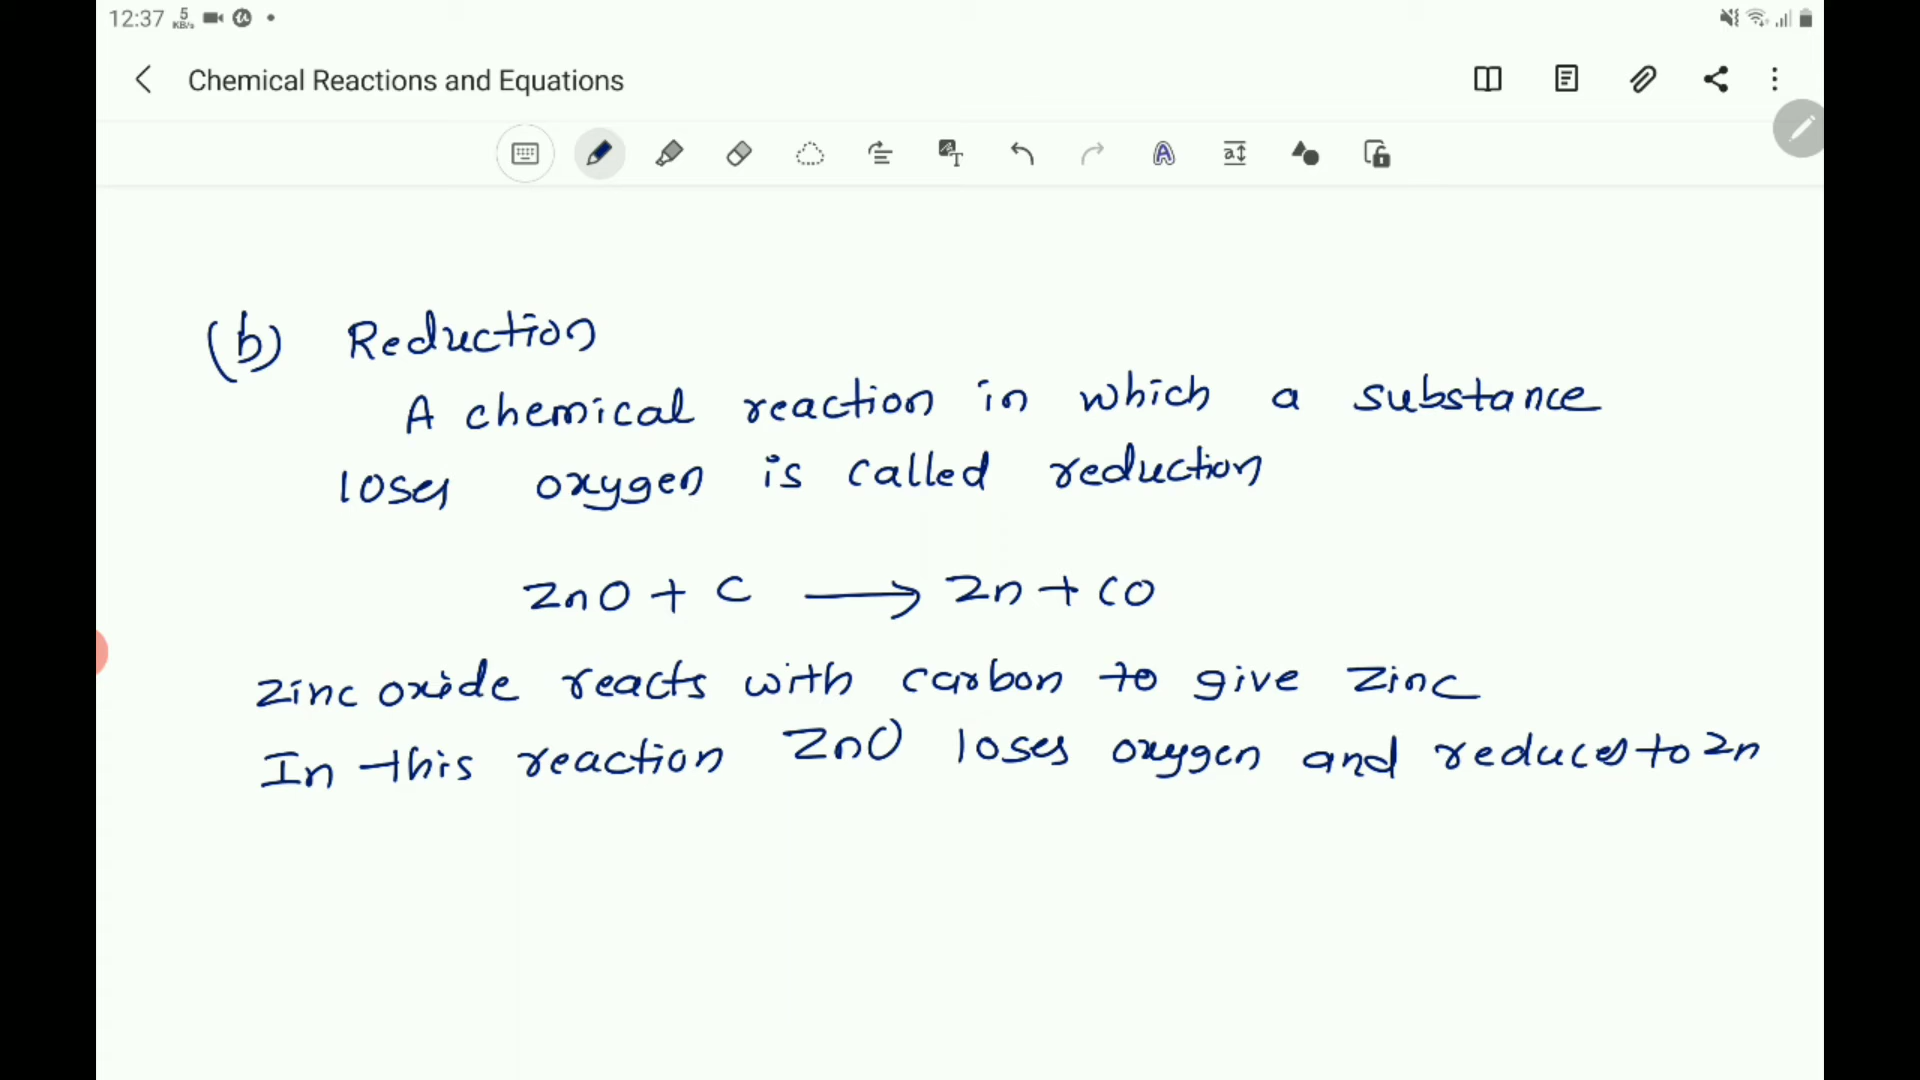 12:37 5 KB/s
Chemical Reactions and Equations
(b) Reduction
A chemical reaction in which a substance
loses oxygen is called reduction
ZnO + C → Zn + CO
Zinc oxide reacts with carbon to give Zinc
In this reaction ZnO loses oxygen and reduces to Zn